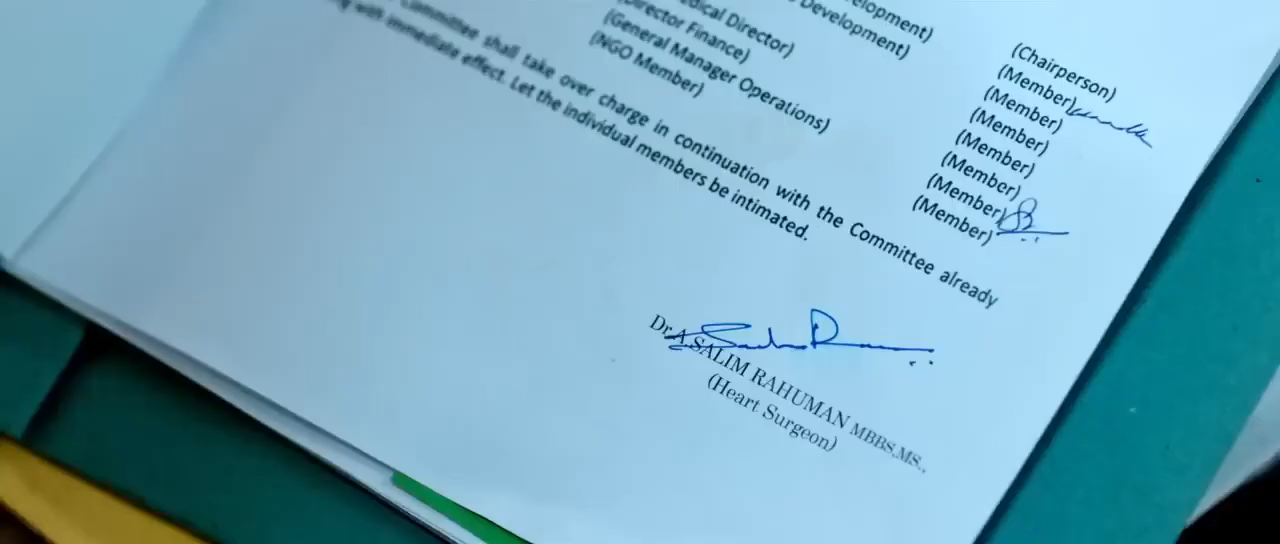 Development)
(Chairperson)
Development)
(Member)
Medical Director)
(Member)
(Director Finance)
(Member)
(General Manager Operations)
(Member)
(NGO Member)
(Member)
(Member)
(Member)
Committee shall take over charge in continuation with the Committee already
with immediate effect. Let the individual members be intimated.
Dr.A.SALIM RAHUMAN MBBS,MS.,
(Heart Surgeon)